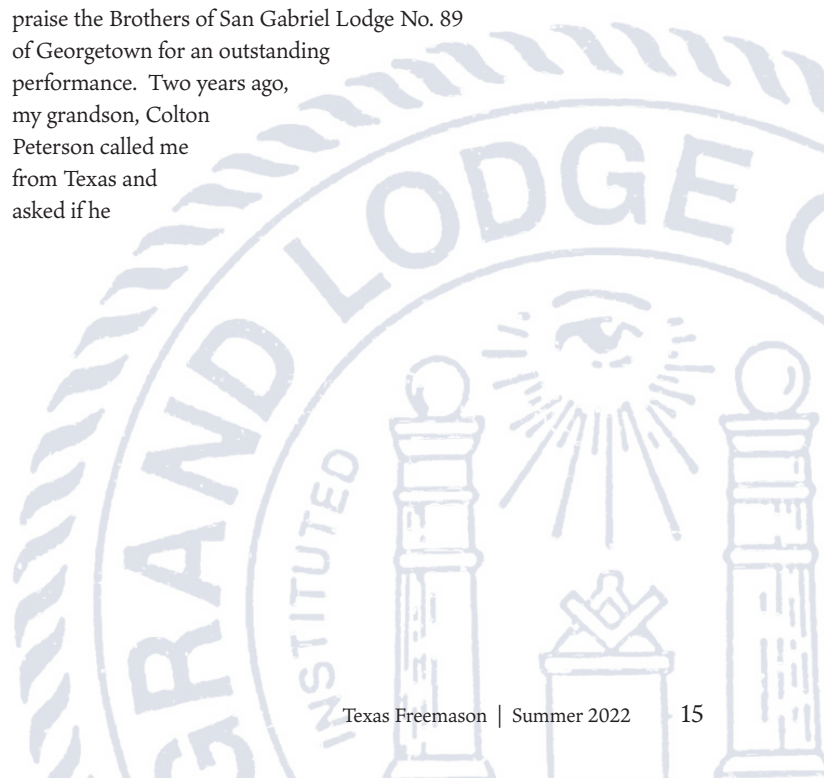 praise the Brothers of San Gabriel Lodge No. 89
of Georgetown for an outstanding
performance. Two years ago,
my grandson, Colton
Peterson called me
from Texas and
asked if he
GRAND LODGE O
INSTITUTED
Texas Freemason | Summer 2022 15